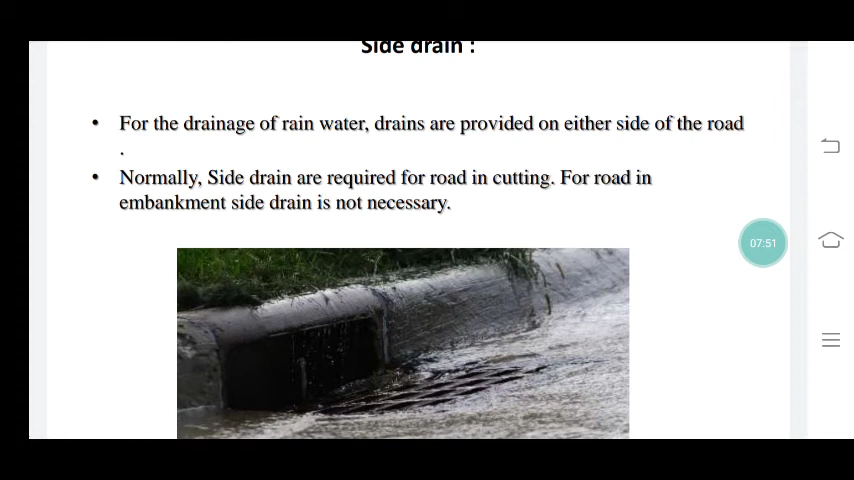 Side drain :
• For the drainage of rain water, drains are provided on either side of the road
.
• Normally, Side drain are required for road in cutting. For road in
embankment side drain is not necessary.
07:51